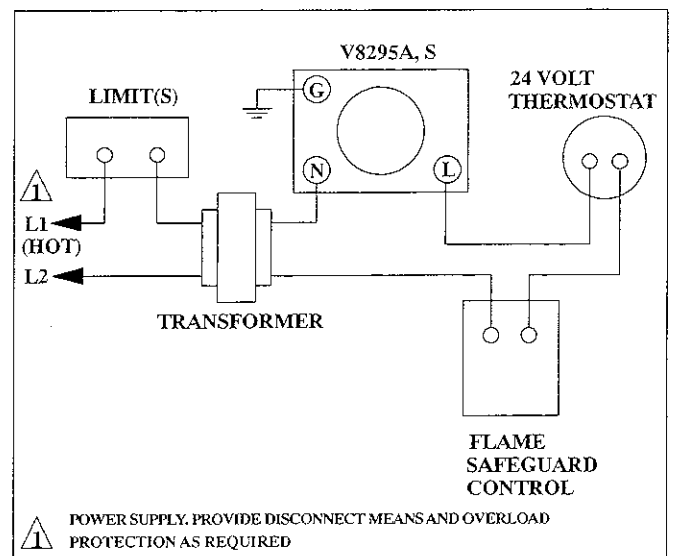 V8295A, S
G
N
L
24 VOLT
THERMOSTAT
LIMIT(S)
1
L1
(HOT)
L2
TRANSFORMER
FLAME
SAFEGUARD
CONTROL
1 POWER SUPPLY. PROVIDE DISCONNECT MEANS AND OVERLOAD
PROTECTION AS REQUIRED